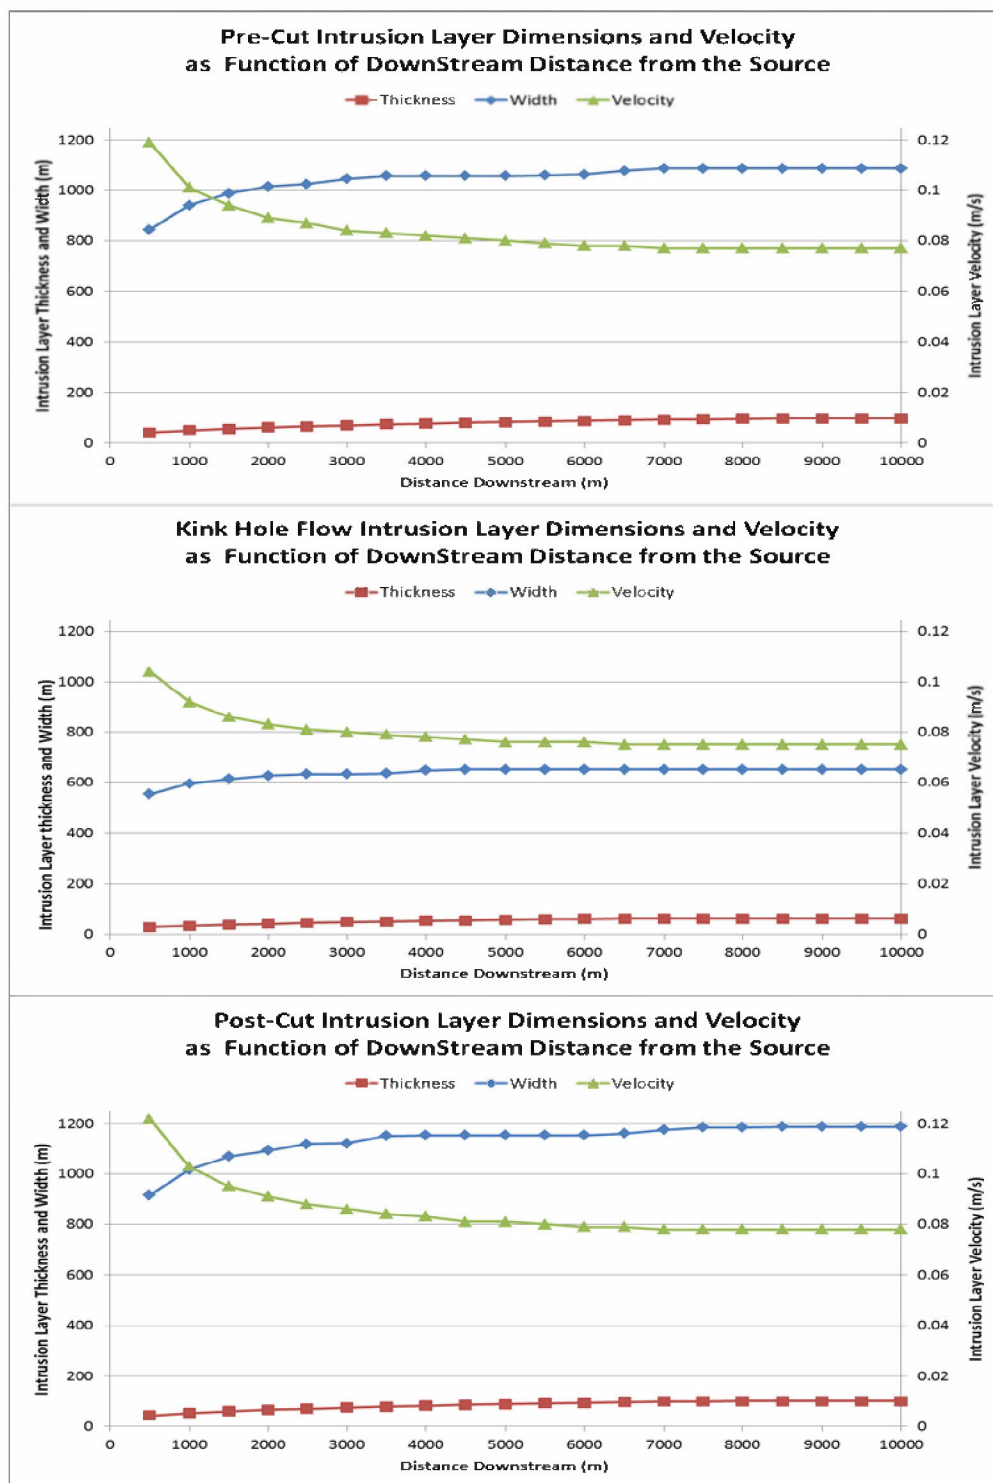 Pre-Cut Intrusion Layer Dimensions and Velocity
as Function of DownStream Distance from the Source
Thickness Width Velocity
Intrusion Layer Thickness and Width (m)
1200
1000
800
600
400
200
0
0.12
0.1
0.08
0.06
0.04
0.02
0
Intrusion Layer Velocity (m/s)
0 1000 2000 3000 4000 5000 6000 7000 8000 9000 10000
Distance Downstream (m)
Kink Hole Flow Intrusion Layer Dimensions and Velocity
as Function of DownStream Distance from the Source
Thickness Width Velocity
Intrusion Layer thickness and Width (m)
1200
1000
800
600
400
200
0
0.12
0.1
0.08
0.06
0.04
0.02
0
Intrusion Layer Velocity (m/s)
0 1000 2000 3000 4000 5000 6000 7000 8000 9000 10000
Distance Downstream (m)
Post-Cut Intrusion Layer Dimensions and Velocity
as Function of DownStream Distance from the Source
Thickness Width Velocity
Intrusion Layer Thickness and Width (m)
1200
1000
800
600
400
200
0
0.12
0.1
0.08
0.06
0.04
0.02
0
Intrusion Layer Velocity (m/s)
0 1000 2000 3000 4000 5000 6000 7000 8000 9000 10000
Distance Downstream (m)